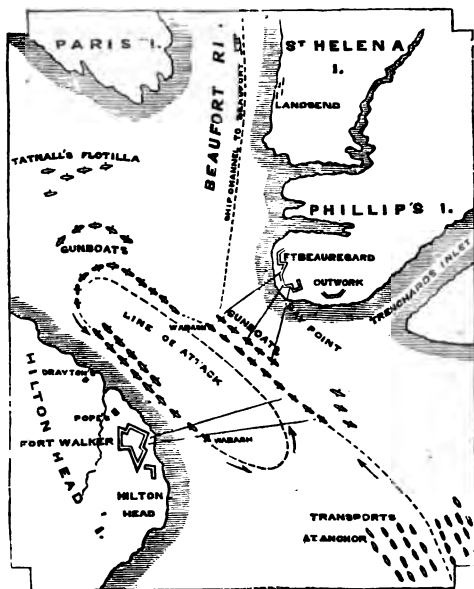 PARIS I.
BEAUFORT RI.
SHIP CHANNEL TO BEAUFORT
ST HELENA
I.
LANDSEND
TATNALL'S FLOTILLA
PHILLIP'S I.
GUNBOATS
FT BEAUREGARD
OUTWORK
TRENCHARDS INLET
GUNBOATS
POINT
WABASH
LINE OF ATTACK
HILTON HEAD
I.
DRAYTON
POPE'S
FORT WALKER
WABASH
HILTON
HEAD
TRANSPORTS
AT ANCHOR